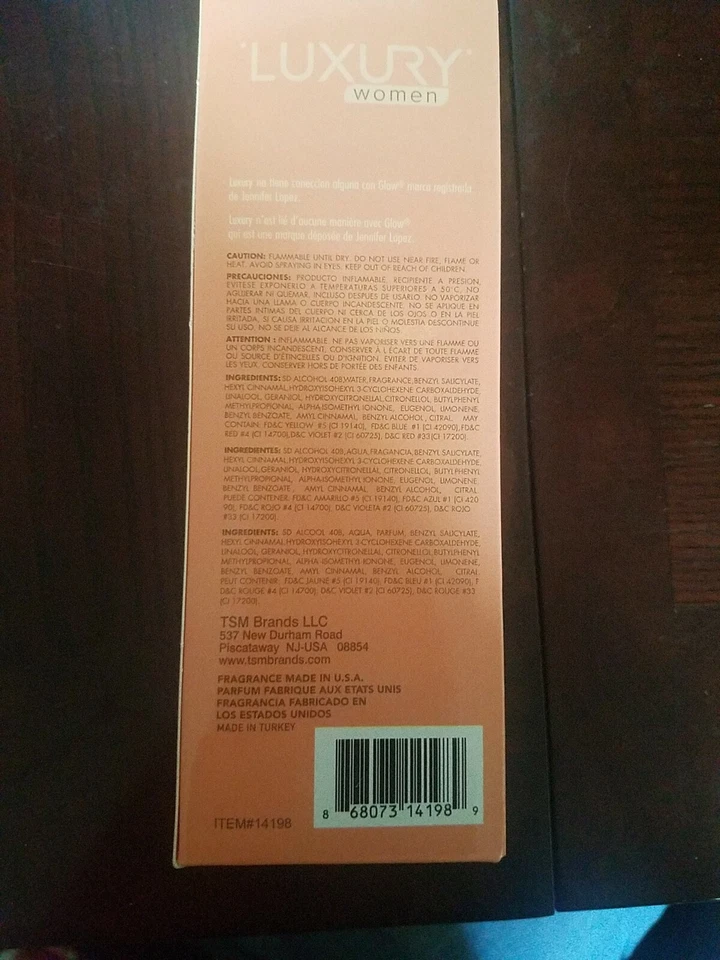 LUXURY
women
Luxury no tiene coneccion alguna con Glow® marca registrada
de Jennifer Lopez.
Luxury n'est lié d'aucune manière avec Glow®
qui est une marque déposée de Jennifer Lopez.
CAUTION: FLAMMABLE UNTIL DRY. DO NOT USE NEAR FIRE, FLAME OR
HEAT. AVOID SPRAYING IN EYES. KEEP OUT OF REACH OF CHILDREN
PRECAUCIONES: PRODUCTO INFLAMABLE, RECIPIENTE A PRESION,
EVITESE EXPONERLO A TEMPERATURAS SUPERIORES A 50°C, NO
AGUJERAR NI QUEMAR, INCLUSO DESPUES DE USARLO. NO VAPORIZAR
HACIA UNA LLAMA O CUERPO INCANDESCENTE. NO SE APLIQUE EN
PARTES INTIMAS DEL CUERPO NI CERCA DE LOS OJOS O EN LA PIEL
IRRITADA, SI CAUSA IRRITACION EN LA PIEL O MOLESTIA DESCONTINUE
SU USO. NO SE DEJE AL ALCANCE DE LOS NIÑOS.
ATTENTION : INFLAMMABLE. NE PAS VAPORISER VERS UNE FLAMME OU
UN CORPS INCANDESCENT, CONSERVER À L'ÉCART DE TOUTE FLAMME
OU SOURCE D'ÉTINCELLES OU D'IGNITION. EVITER DE VAPORISER VERS
LES YEUX. CONSERVER HORS DE PORTÉE DES ENFANTS.
INGREDIENTS: SD ALCOHOL 40B, WATER, FRAGRANCE, BENZYL SALICYLATE,
HEXYL CINNAMAL, HYDROXYISOHEXYL 3-CYCLOHEXENE CARBOXALDEHYDE,
LINALOOL, GERANIOL, HYDROXYCITRONELLAL, CITRONELLOL, BUTYLPHENYL
METHYLPROPIONAL, ALPHA-ISOMETHYL IONONE, EUGENOL, LIMONENE,
BENZYL BENZOATE, AMYL CINNAMAL, BENZYL ALCOHOL, CITRAL. MAY
CONTAIN: FD&C YELLOW #5 (CI 19140), FD&C BLUE #1 (CI 42090), FD&C
RED #4 (CI 14700), D&C VIOLET #2 (CI 60725), D&C RED #33 (CI 17200).
INGREDIENTES: SD ALCOHOL 40B, AGUA, FRAGANCIA, BENZYL SALICYLATE,
HEXYL CINNAMAL, HYDROXYISOHEXYL 3-CYCLOHEXENE CARBOXALDEHYDE,
LINALOOL, GERANIOL, HYDROXYCITRONELLAL, CITRONELLOL, BUTYLPHENYL
METHYLPROPIONAL, ALPHA-ISOMETHYL IONONE, EUGENOL, LIMONENE,
BENZYL BENZOATE, AMYL CINNAMAL, BENZYL ALCOHOL, CITRAL.
PUEDE CONTENER: FD&C AMARILLO #5 (CI 19140), FD&C AZUL #1 (CI 420
90), FD&C ROJO #4 (CI 14700), D&C VIOLETA #2 (CI 60725), D&C ROJO
#33 (CI 17200).
INGREDIENTS: SD ALCOOL 40B, AQUA, PARFUM, BENZYL SALICYLATE,
HEXYL CINNAMAL, HYDROXYISOHEXYL 3-CYCLOHEXENE CARBOXALDEHYDE,
LINALOOL, GERANIOL, HYDROXYCITRONELLAL, CITRONELLOL, BUTYLPHENYL
METHYLPROPIONAL, ALPHA-ISOMETHYL IONONE, EUGENOL, LIMONENE,
BENZYL BENZOATE, AMYL CINNAMAL, BENZYL ALCOHOL, CITRAL.
PEUT CONTENIR: FD&C JAUNE #5 (CI 19140), FD&C BLEU #1 (CI 42090), F
D&C ROUGE #4 (CI 14700), D&C VIOLET #2 (CI 60725), D&C ROUGE #33
(CI 17200).
TSM Brands LLC
537 New Durham Road
Piscataway NJ-USA 08854
www.tsmbrands.com
FRAGRANCE MADE IN U.S.A.
PARFUM FABRIQUE AUX ETATS UNIS
FRAGRANCIA FABRICADO EN
LOS ESTADOS UNIDOS
MADE IN TURKEY
8 68073 14198 9
ITEM#14198